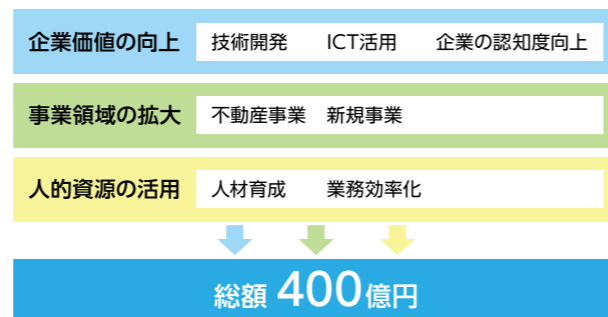 企業価値の向上 技術開発 ICT活用 企業の認知度向上
事業領域の拡大 不動産事業 新規事業
人的資源の活用 人材育成 業務効率化
総額 400億円